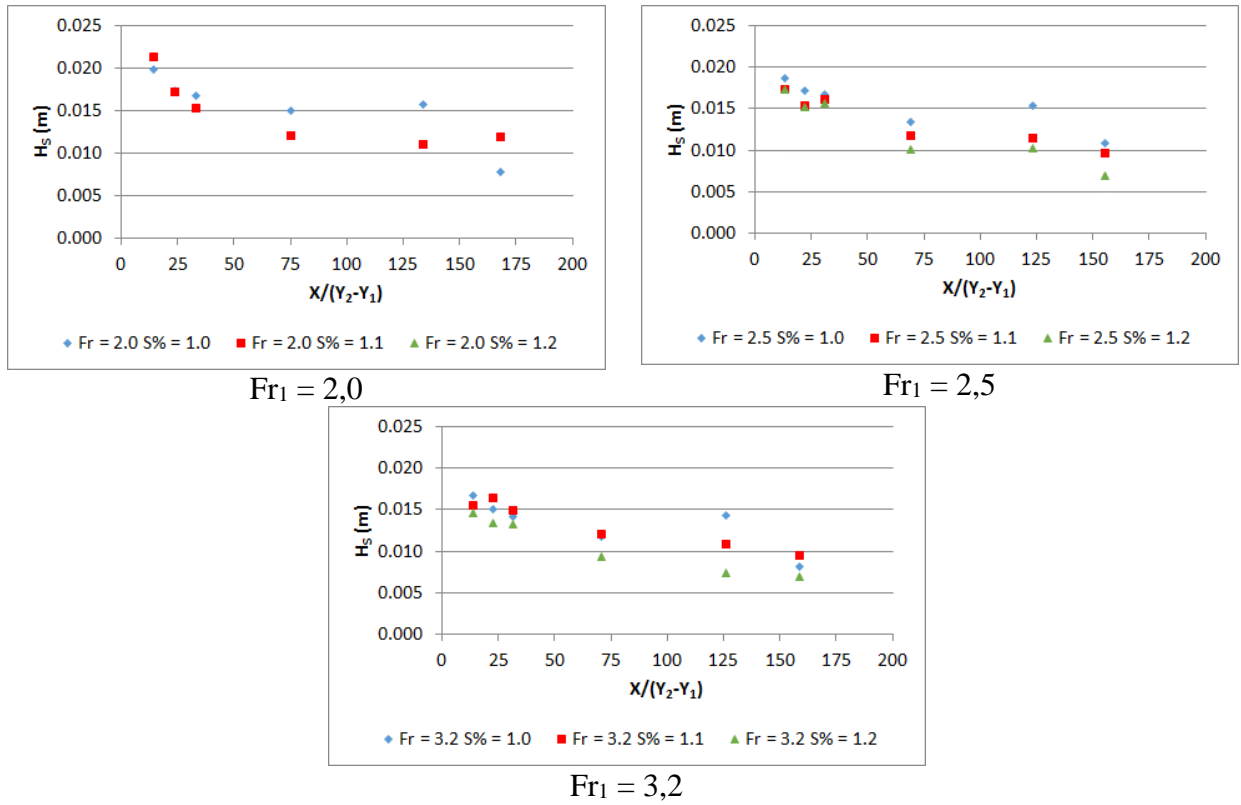 0.025
0.020
0.015
0.010
0.005
0.000
H_S (m)
0 25 50 75 100 125 150 175 200
X/(Y₂-Y₁)
Fr = 2.0 S% = 1.0 Fr = 2.0 S% = 1.1 Fr = 2.0 S% = 1.2
Fr₁ = 2,0
0.025
0.020
0.015
0.010
0.005
0.000
H_S (m)
0 25 50 75 100 125 150 175 200
X/(Y₂-Y₁)
Fr = 2.5 S% = 1.0 Fr = 2.5 S% = 1.1 Fr = 2.5 S% = 1.2
Fr₁ = 2,5
0.025
0.020
0.015
0.010
0.005
0.000
H_S (m)
0 25 50 75 100 125 150 175 200
X/(Y₂-Y₁)
Fr = 3.2 S% = 1.0 Fr = 3.2 S% = 1.1 Fr = 3.2 S% = 1.2
Fr₁ = 3,2